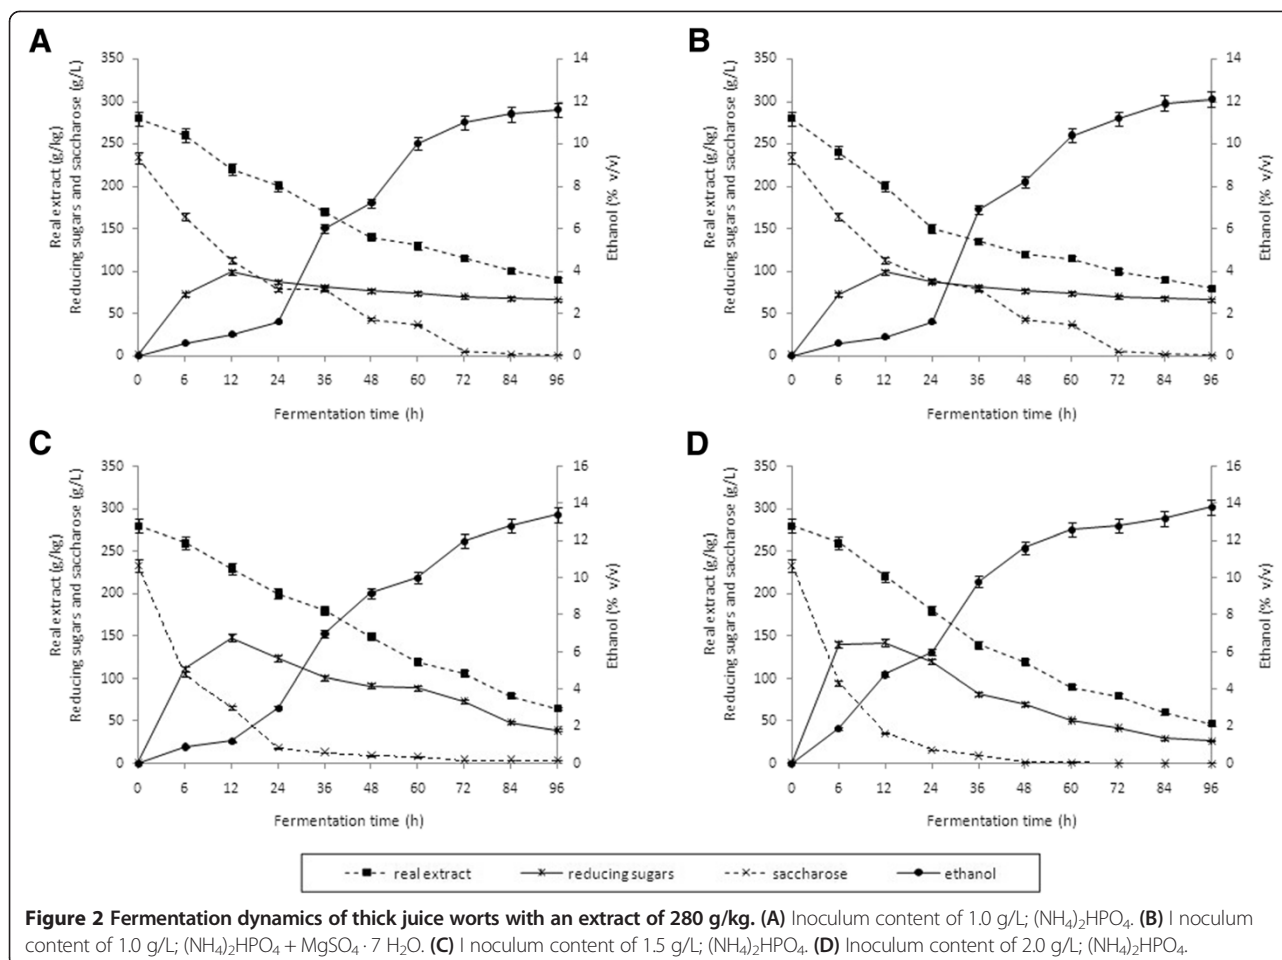 A
B
Real extract (g/kg)
Reducing sugars and saccharose (g/L)
350
300
250
200
150
100
50
0
14
12
10
8
6
4
2
0
Ethanol (% v/v)
0 6 12 24 36 48 60 72 84 96
Fermentation time (h)
Real extract (g/kg)
Reducing sugars and saccharose (g/L)
350
300
250
200
150
100
50
0
14
12
10
8
6
4
2
0
Ethanol (% v/v)
0 6 12 24 36 48 60 72 84 96
Fermentation time (h)
C
D
Real extract (g/kg)
Reducing sugars and saccharose (g/L)
350
300
250
200
150
100
50
0
16
14
12
10
8
6
4
2
0
Ethanol (% v/v)
0 6 12 24 36 48 60 72 84 96
Fermentation time (h)
Real extract (g/kg)
Reducing sugars and saccharose (g/L)
350
300
250
200
150
100
50
0
16
14
12
10
8
6
4
2
0
Ethanol (% v/v)
0 6 12 24 36 48 60 72 84 96
Fermentation time (h)
real extract reducing sugars saccharose ethanol
Figure 2 Fermentation dynamics of thick juice worts with an extract of 280 g/kg. (A) Inoculum content of 1.0 g/L; (NH₄)₂HPO₄. (B) I noculum
content of 1.0 g/L; (NH₄)₂HPO₄ + MgSO₄ · 7 H₂O. (C) I noculum content of 1.5 g/L; (NH₄)₂HPO₄. (D) Inoculum content of 2.0 g/L; (NH₄)₂HPO₄.